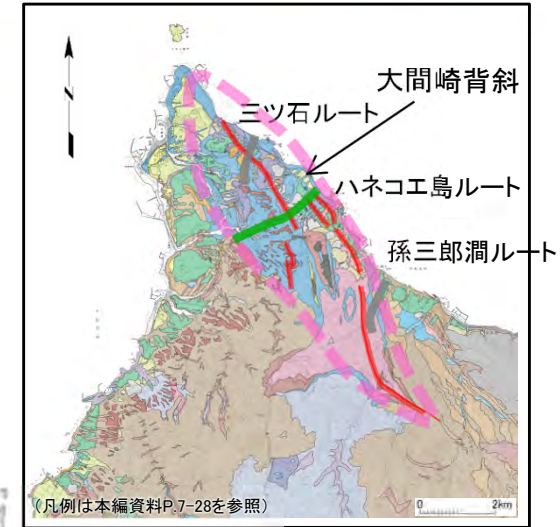 N
大間崎背斜
三ツ石ルート
ハネコエ島ルート
孫三郎澗ルート
(凡例は本編資料P.7-28を参照)
0 2km